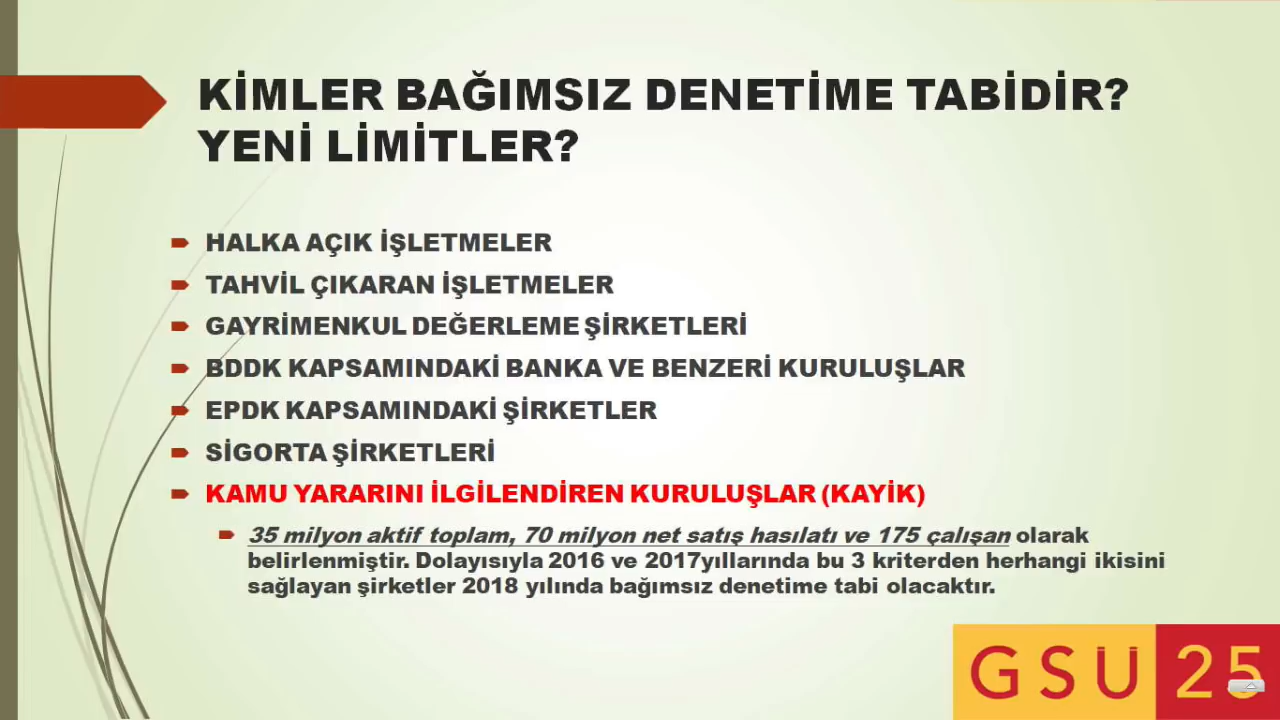 KİMLER BAĞIMSIZ DENETİME TABİDİR?
YENİ LİMİTLER?
HALKA AÇIK İŞLETMELER
TAHVİL ÇIKARAN İŞLETMELER
GAYRİMENKUL DEĞERLEME ŞİRKETLERİ
BDDK KAPSAMINDAKİ BANKA VE BENZERİ KURULUŞLAR
EPDK KAPSAMINDAKİ ŞİRKETLER
SİGORTA ŞİRKETLERİ
KAMU YARARINI İLGİLENDİREN KURULUŞLAR (KAYİK)
35 milyon aktif toplam, 70 milyon net satış hasılatı ve 175 çalışan olarak
belirlenmiştir. Dolayısıyla 2016 ve 2017yıllarında bu 3 kriterden herhangi ikisini
sağlayan şirketler 2018 yılında bağımsız denetime tabi olacaktır.
GSÜ 25